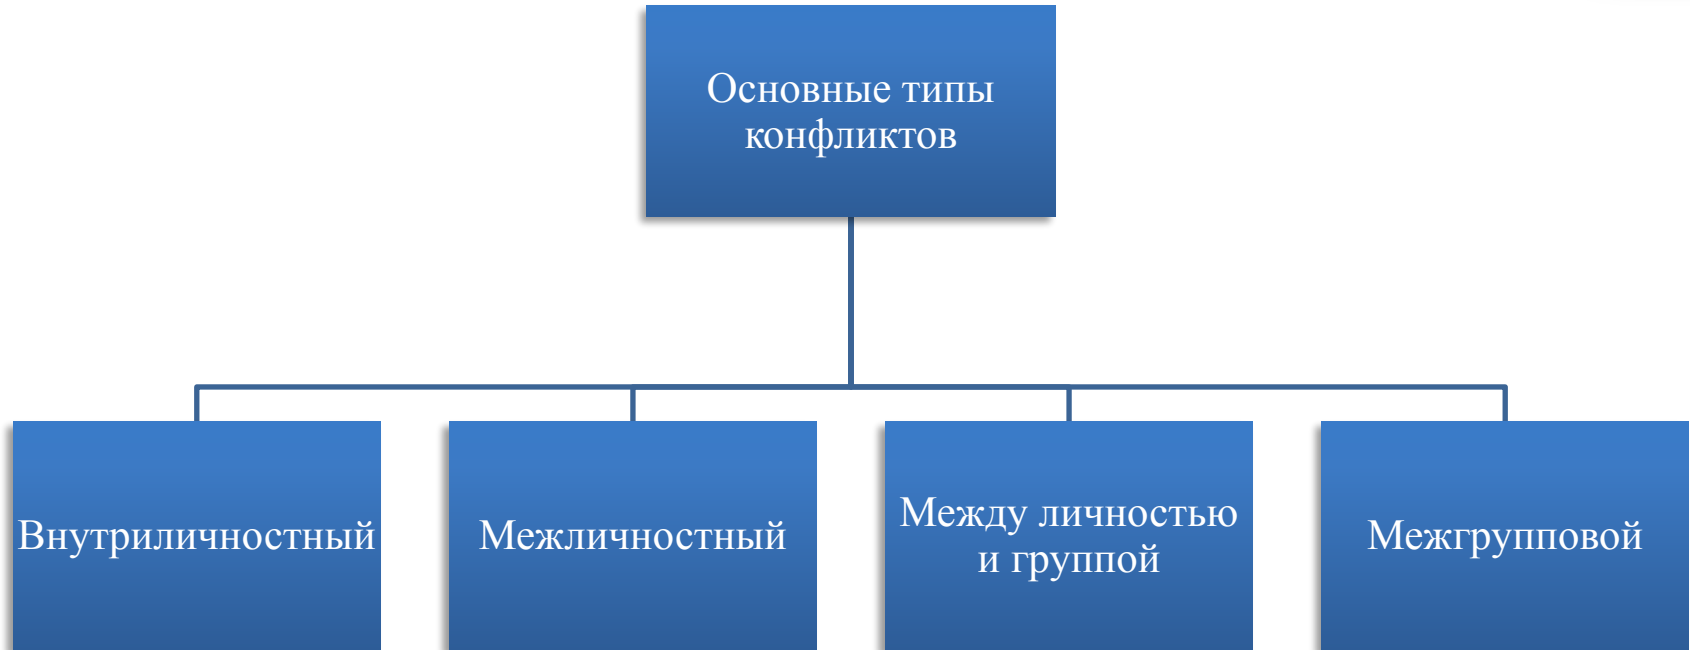 Основные типы
конфликтов
Внутриличностный
Межличностный
Между личностью
и группой
Межгрупповой